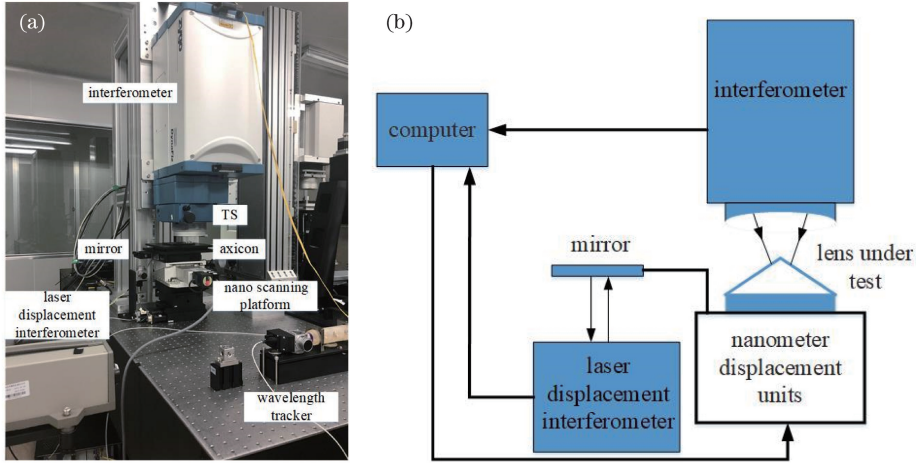 (a)
interferometer
TS
mirror
axicon
nano scanning
platform
laser
displacement
interferometer
wavelength
tracker
(b)
interferometer
computer
mirror
lens under
test
laser
displacement
interferometer
nanometer
displacement
units